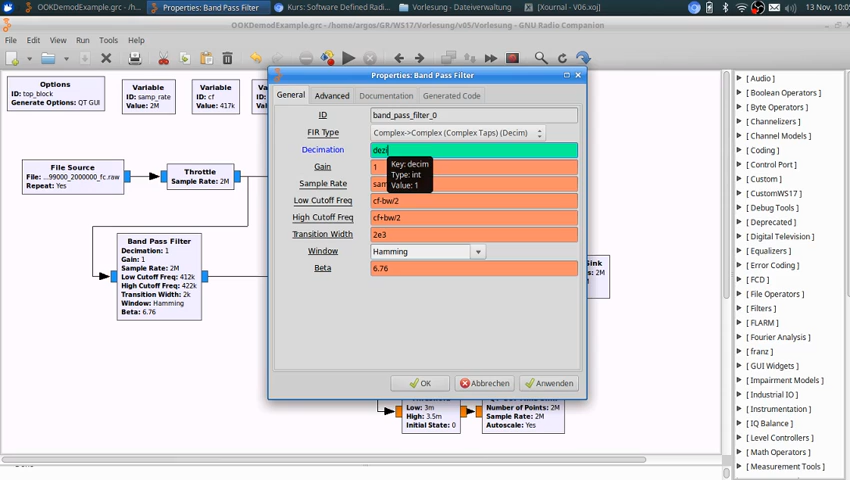 OOKDemodExample.grc - /h...
Properties: Band Pass Filter
Kurs: Software Defined Radi...
Vorlesung - Dateiverwaltung
[Xournal - V06.xoj]
13 Nov, 10:0
OOKDemodExample.grc - /home/argos/GR/WS17/Vorlesung/v05/Vorlesung - GNU Radio Companion
File Edit View Run Tools Help
Options
ID: top_block
Generate Options: QT GUI
Variable
ID: samp_rate
Value: 2M
Variable
ID: cf
Value: 417k
File Source
File: ...99000_2000000_fc.raw
Repeat: Yes
Throttle
Sample Rate: 2M
Band Pass Filter
Decimation: 1
Gain: 1
Sample Rate: 2M
Low Cutoff Freq: 412k
High Cutoff Freq: 422k
Transition Width: 2k
Window: Hamming
Beta: 6.76
Properties: Band Pass Filter
General Advanced Documentation Generated Code
ID band_pass_filter_0
FIR Type Complex->Complex (Complex Taps) (Decim)
Decimation dezi
Key: decim
Type: int
Value: 1
Gain 1
Sample Rate sam
Low Cutoff Freq cf-bw/2
High Cutoff Freq cf+bw/2
Transition Width 2e3
Window Hamming
Beta 6.76
OK Abbrechen Anwenden
Sink
es: 2M
Low: 3m
High: 3.5m
Initial State: 0
Number of Points: 2M
Sample Rate: 2M
Autoscale: Yes
[ Audio ]
[ Boolean Operators ]
[ Byte Operators ]
[ Channelizers ]
[ Channel Models ]
[ Coding ]
[ Control Port ]
[ Custom ]
[ CustomWS17 ]
[ Debug Tools ]
[ Deprecated ]
[ Digital Television ]
[ Equalizers ]
[ Error Coding ]
[ FCD ]
[ File Operators ]
[ Filters ]
[ FLARM ]
[ Fourier Analysis ]
[ franz ]
[ GUI Widgets ]
[ Impairment Models ]
[ Industrial IO ]
[ Instrumentation ]
[ IQ Balance ]
[ Level Controllers ]
[ Math Operators ]
[ Measurement Tools ]